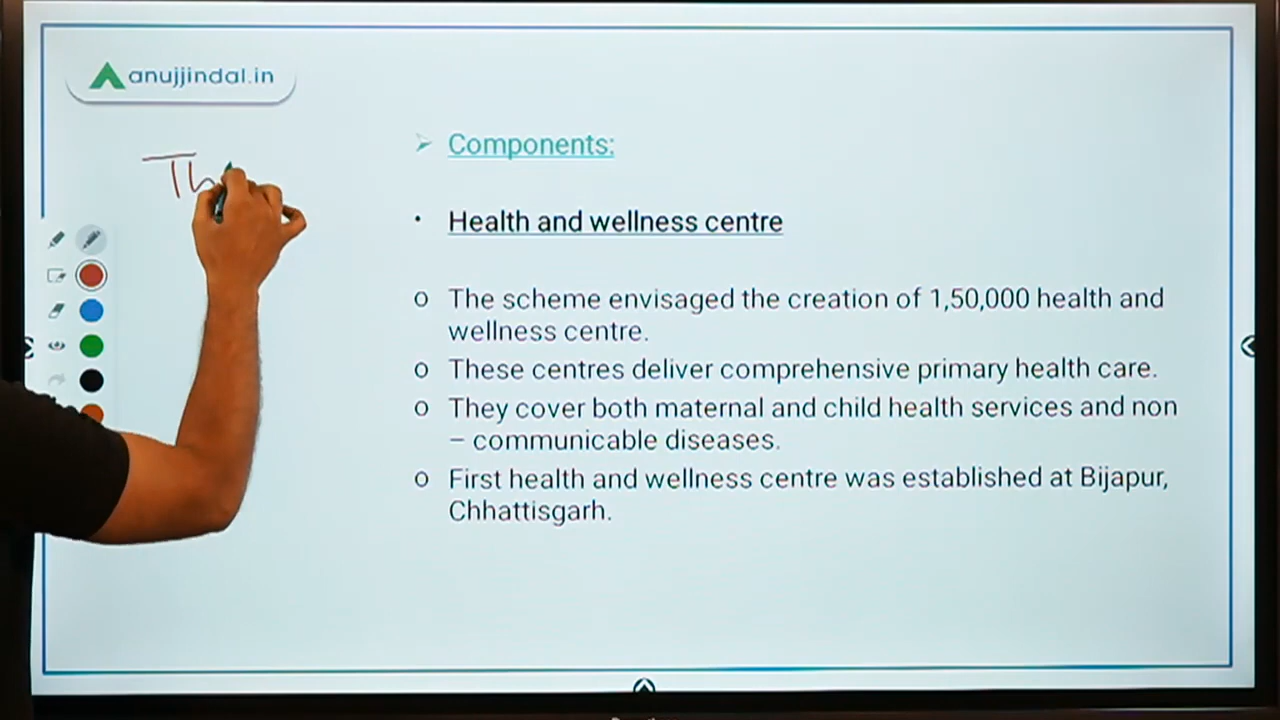 anujjindal.in
Th
Components:
Health and wellness centre
The scheme envisaged the creation of 1,50,000 health and
wellness centre.
These centres deliver comprehensive primary health care.
They cover both maternal and child health services and non
– communicable diseases.
First health and wellness centre was established at Bijapur,
Chhattisgarh.